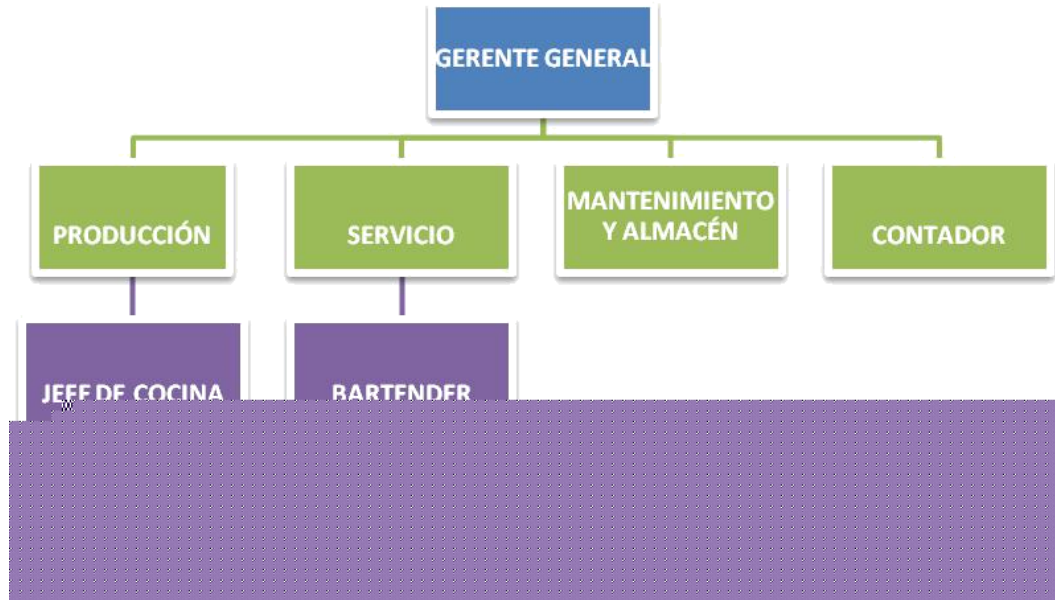 GERENTE GENERAL
PRODUCCIÓN
SERVICIO
MANTENIMIENTO
Y ALMACÉN
CONTADOR
JEFE DE COCINA
BARTENDER